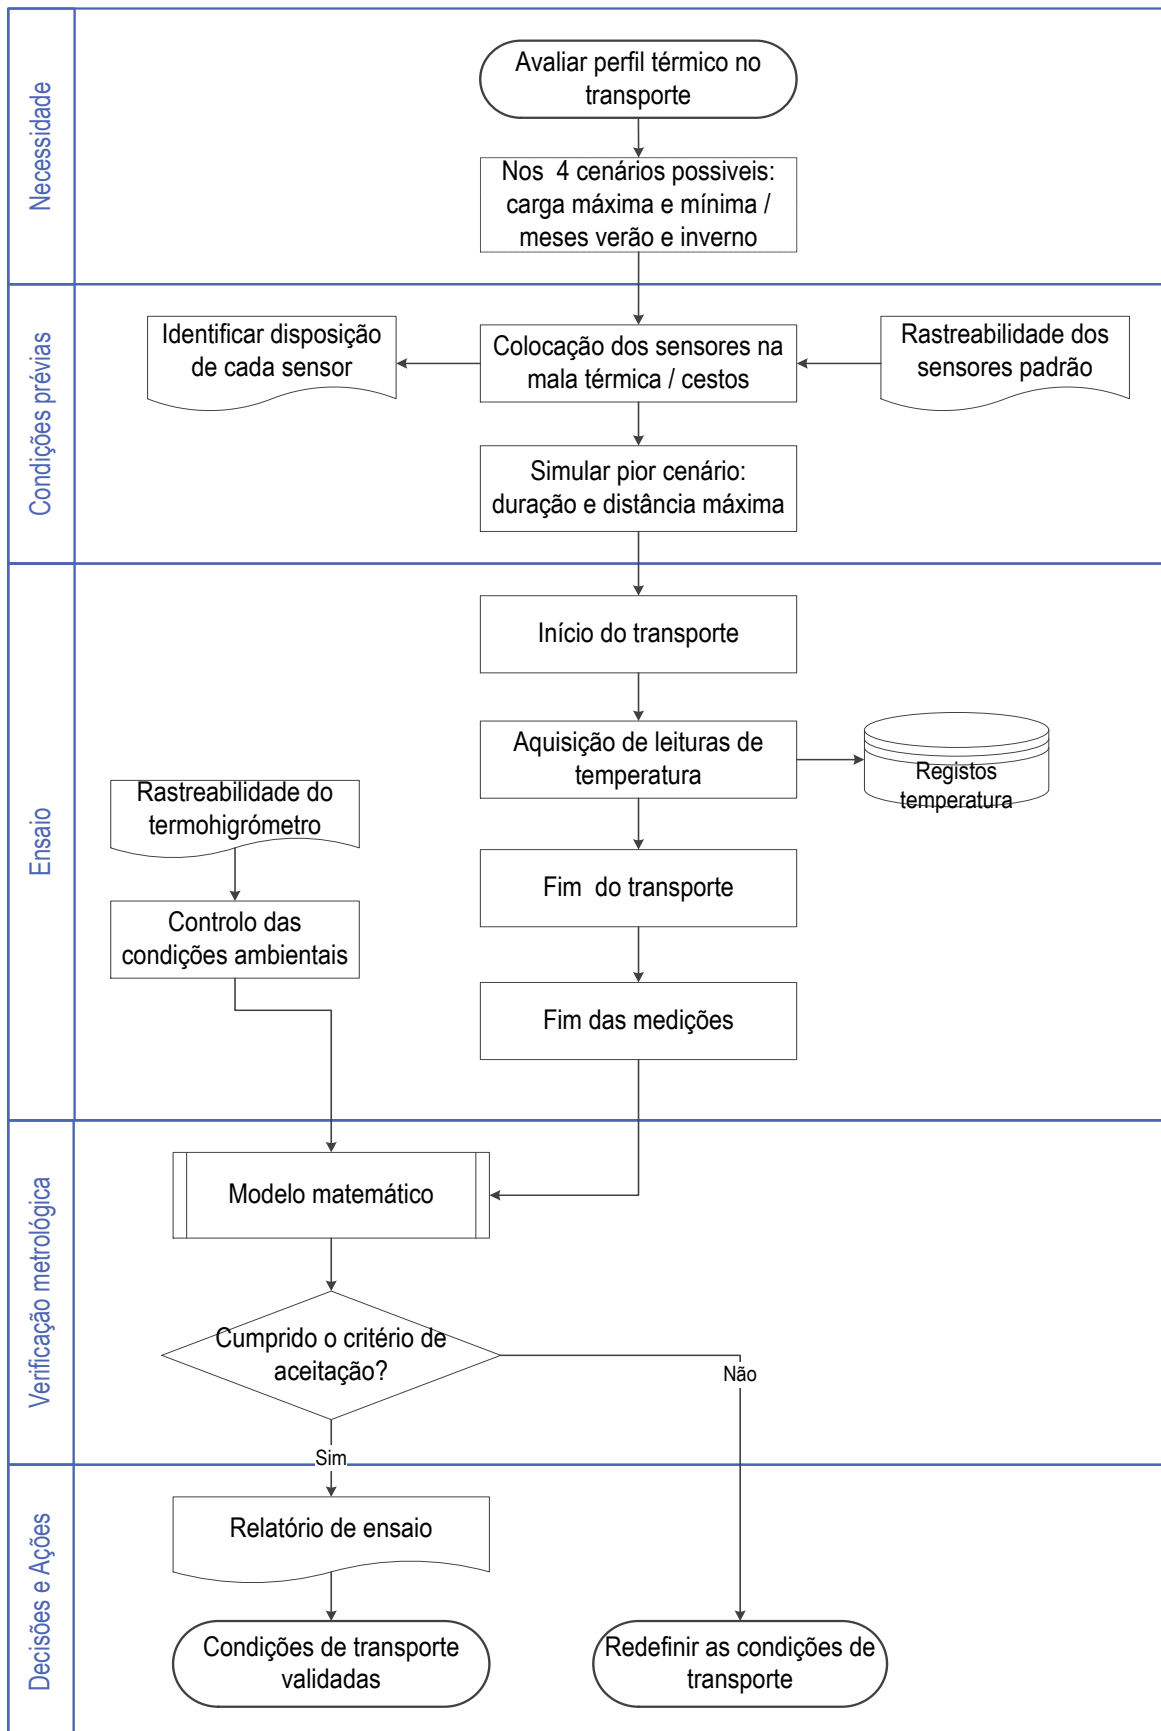 Necessidade
Avaliar perfil térmico no
transporte
Nos  4 cenários possiveis:
carga máxima e mínima /
meses verão e inverno
Condições prévias
Identificar disposição
de cada sensor
Colocação dos sensores na
mala térmica / cestos
Rastreabilidade dos
sensores padrão
Simular pior cenário:
duração e distância máxima
Ensaio
Início do transporte
Aquisição de leituras de
temperatura
Registos
temperatura
Rastreabilidade do
termohigrómetro
Fim  do transporte
Controlo das
condições ambientais
Fim das medições
Verificação metrológica
Modelo matemático
Cumprido o critério de
aceitação?
Não
Sim
Decisões e Ações
Relatório de ensaio
Condições de transporte
validadas
Redefinir as condições de
transporte